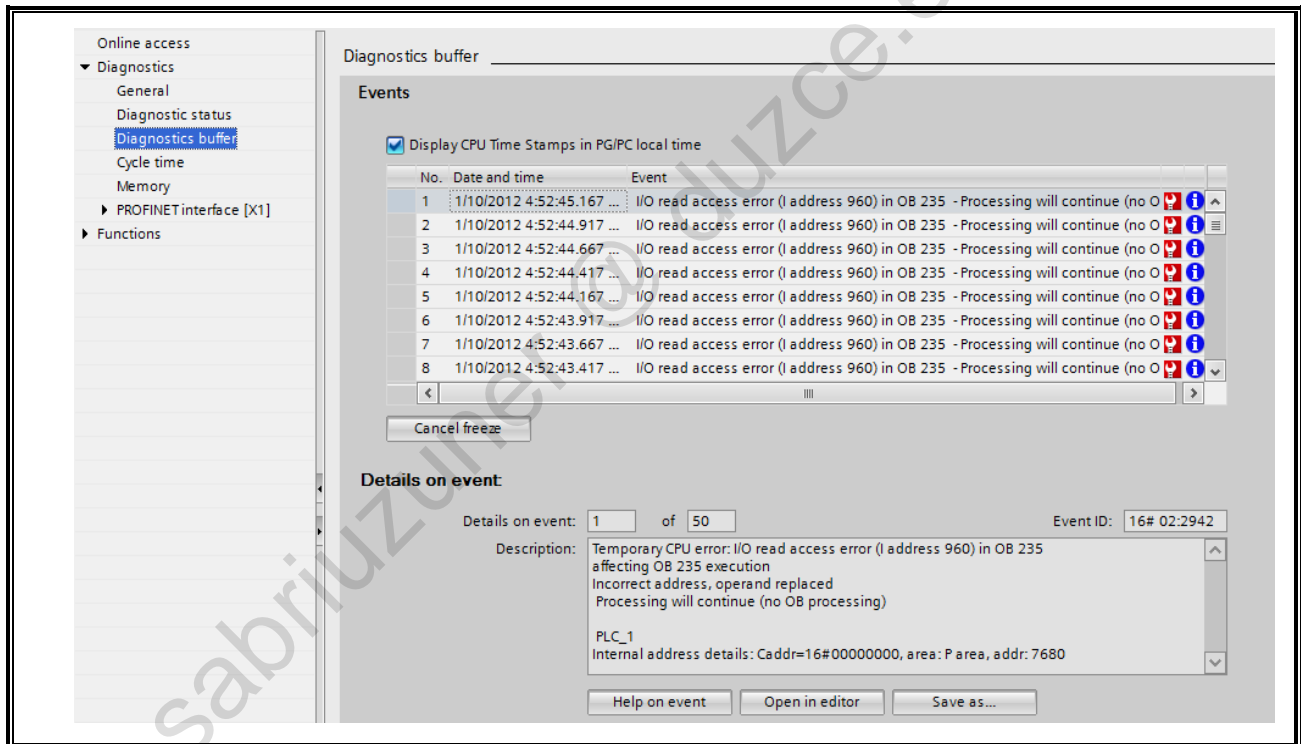 Online access
Diagnostics
General
Diagnostic status
Diagnostics buffer
Cycle time
Memory
PROFINET interface [X1]
Functions
Diagnostics buffer
Events
Display CPU Time Stamps in PG/PC local time
No. Date and time Event
1 1/10/2012 4:52:45.167 ... I/O read access error (I address 960) in OB 235 - Processing will continue (no O
2 1/10/2012 4:52:44.917 ... I/O read access error (I address 960) in OB 235 - Processing will continue (no O
3 1/10/2012 4:52:44.667 ... I/O read access error (I address 960) in OB 235 - Processing will continue (no O
4 1/10/2012 4:52:44.417 ... I/O read access error (I address 960) in OB 235 - Processing will continue (no O
5 1/10/2012 4:52:44.167 ... I/O read access error (I address 960) in OB 235 - Processing will continue (no O
6 1/10/2012 4:52:43.917 ... I/O read access error (I address 960) in OB 235 - Processing will continue (no O
7 1/10/2012 4:52:43.667 ... I/O read access error (I address 960) in OB 235 - Processing will continue (no O
8 1/10/2012 4:52:43.417 ... I/O read access error (I address 960) in OB 235 - Processing will continue (no O
Cancel freeze
Details on event:
Details on event: 1 of 50 Event ID: 16# 02:2942
Description: Temporary CPU error: I/O read access error (I address 960) in OB 235
affecting OB 235 execution
Incorrect address, operand replaced
Processing will continue (no OB processing)
PLC_1
Internal address details: Caddr=16#00000000, area: P area, addr: 7680
Help on event Open in editor Save as...
sabriuzuner @ duzce.e